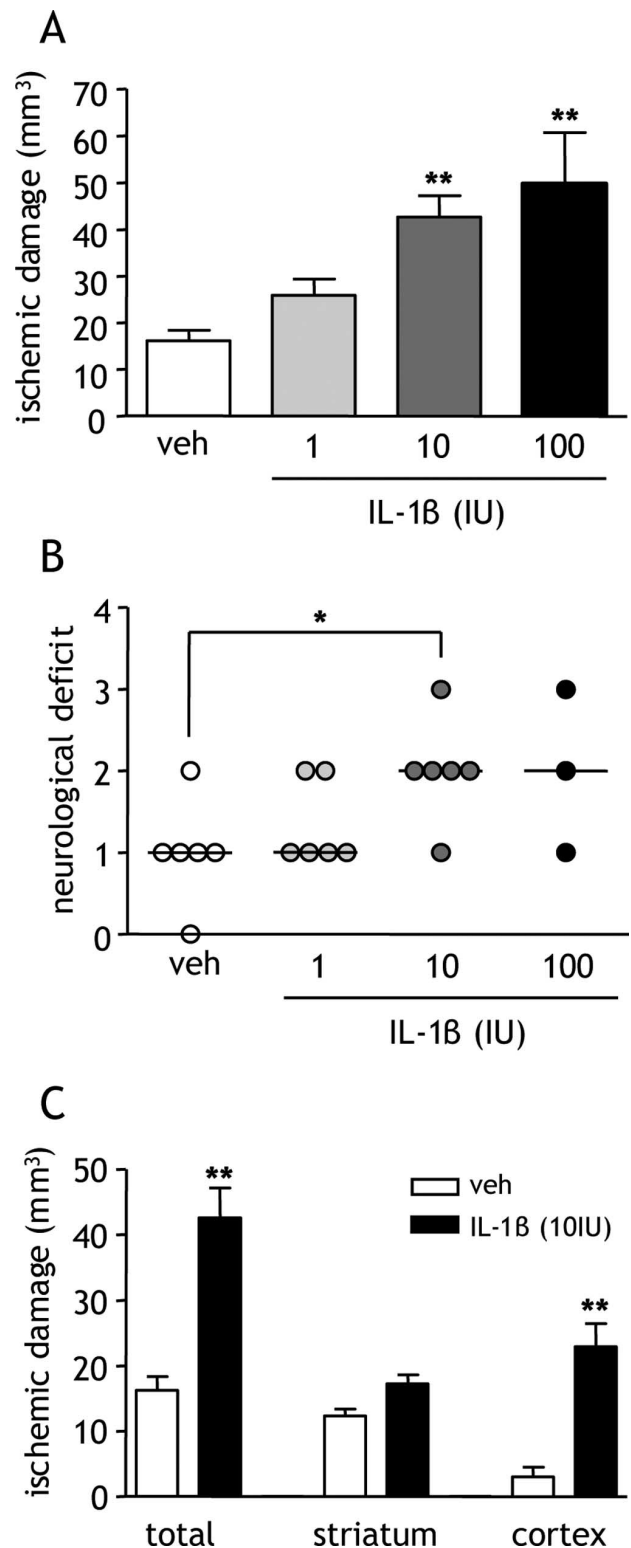 A
ischemic damage (mm³)
70
60
50
40
30
20
10
0
**
**
veh
1
10
100
IL-1ß (IU)
B
neurological deficit
4
3
2
1
0
*
veh
1
10
100
IL-1ß (IU)
C
ischemic damage (mm³)
50
40
30
20
10
0
**
**
veh
IL-1ß (10IU)
total
striatum
cortex